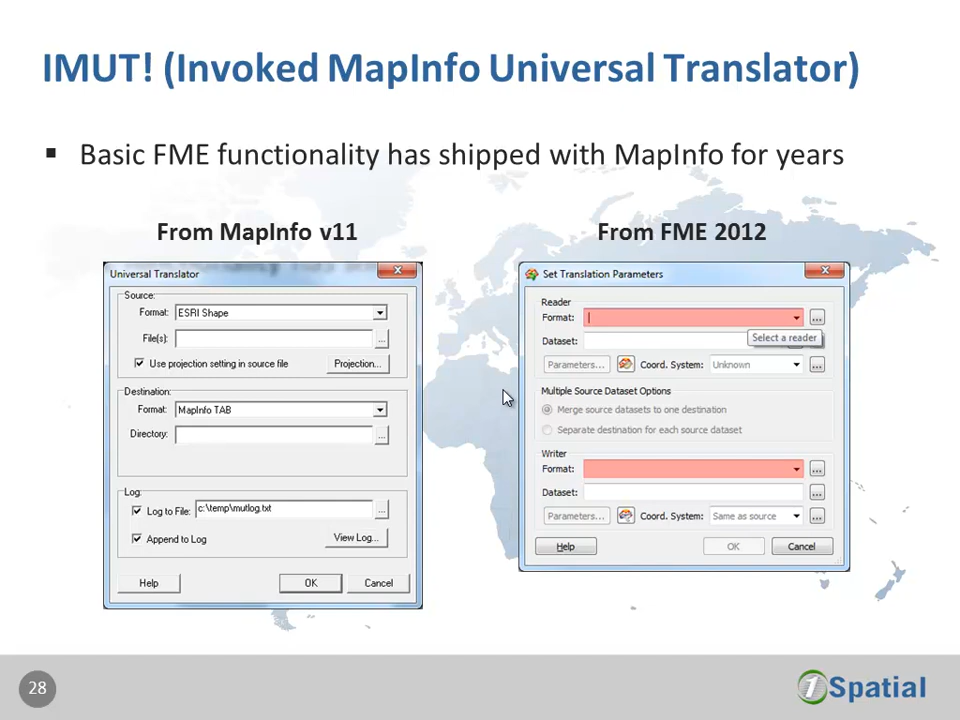 IMUT! (Invoked MapInfo Universal Translator)
▪ Basic FME functionality has shipped with MapInfo for years
From MapInfo v11
Universal Translator
Source:
Format: ESRI Shape
File(s): ...
Use projection setting in source file Projection...
Destination:
Format: MapInfo TAB
Directory: ...
Log:
Log to File: c:\temp\mutlog.txt ...
Append to Log View Log...
Help OK Cancel
From FME 2012
Set Translation Parameters
Reader
Format: ...
Select a reader
Dataset:
Parameters... Coord. System: Unknown ...
Multiple Source Dataset Options
Merge source datasets to one destination
Separate destination for each source dataset
Writer
Format: ...
Dataset: ...
Parameters... Coord. System: Same as source ...
Help OK Cancel
28
1Spatial